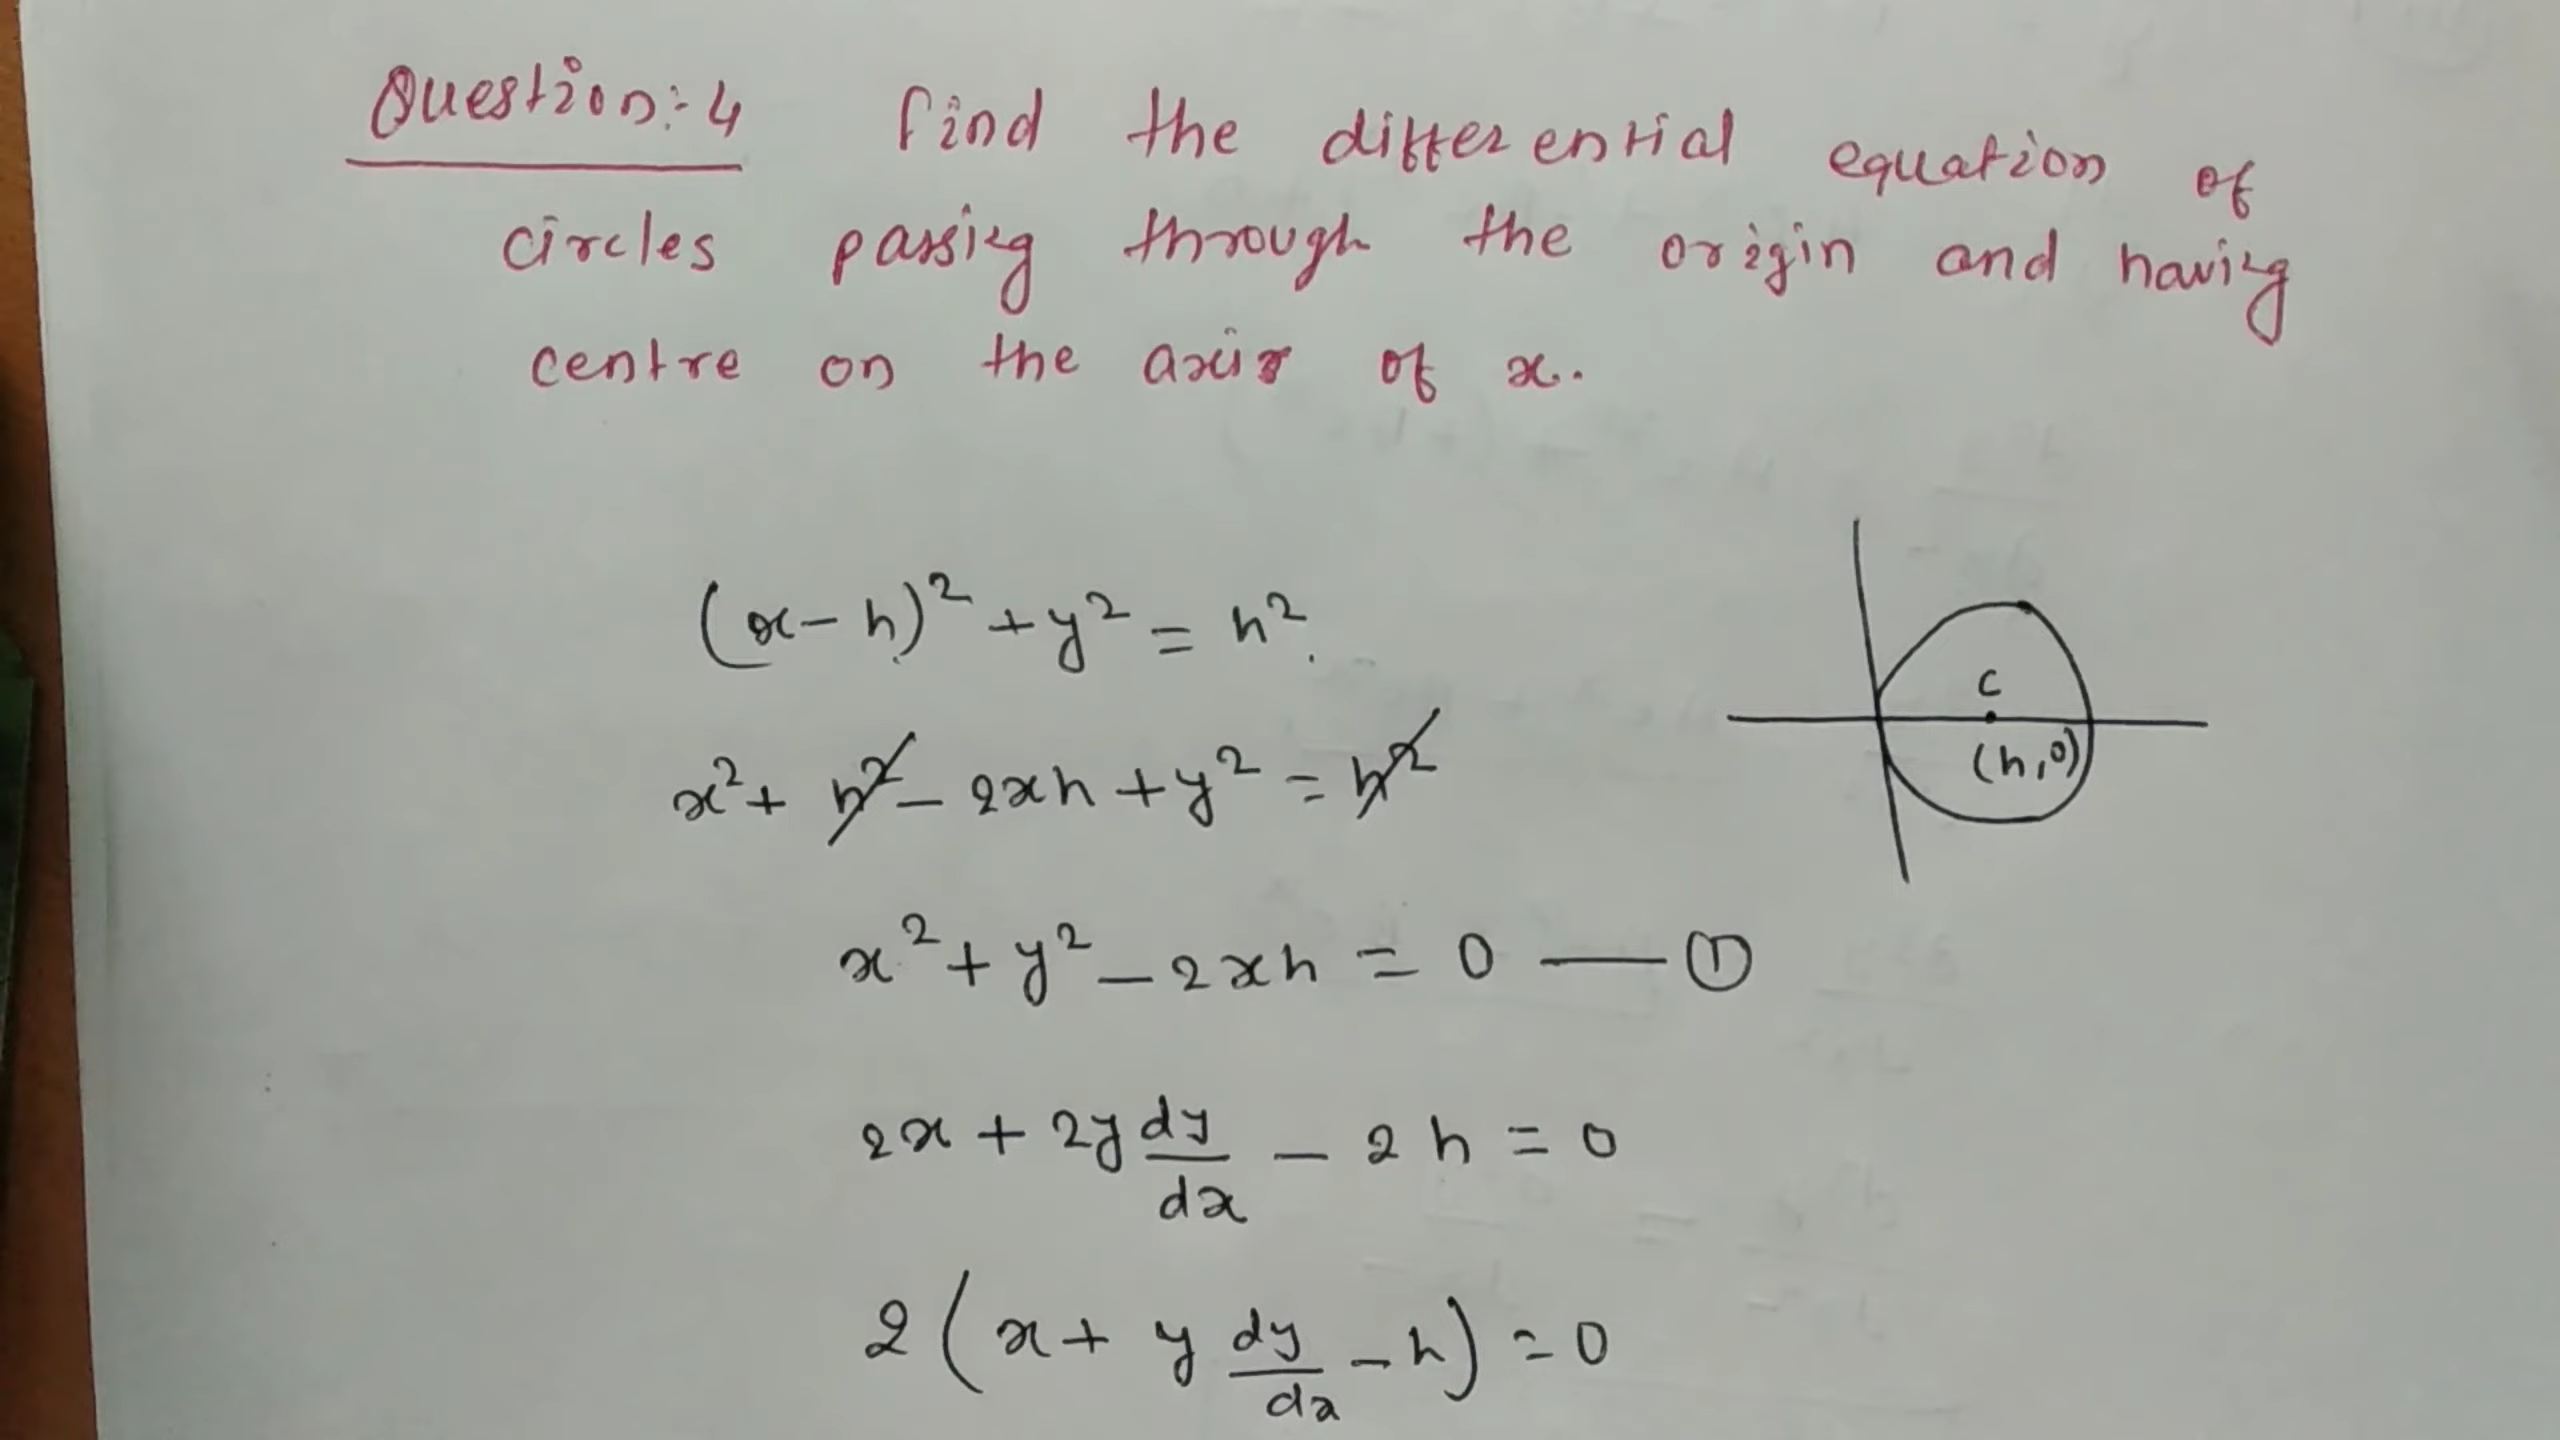 Question:- 4 Find the differential equation of
circles passing through the origin and having
centre on the axis of x.
(x-h)² + y² = h².
x² + h² - 2xh + y² = h²
C
(h,0)
x² + y² - 2xh = 0 — ①
2x + 2y dy/dx - 2h = 0
2(x + y dy/dx - h) = 0